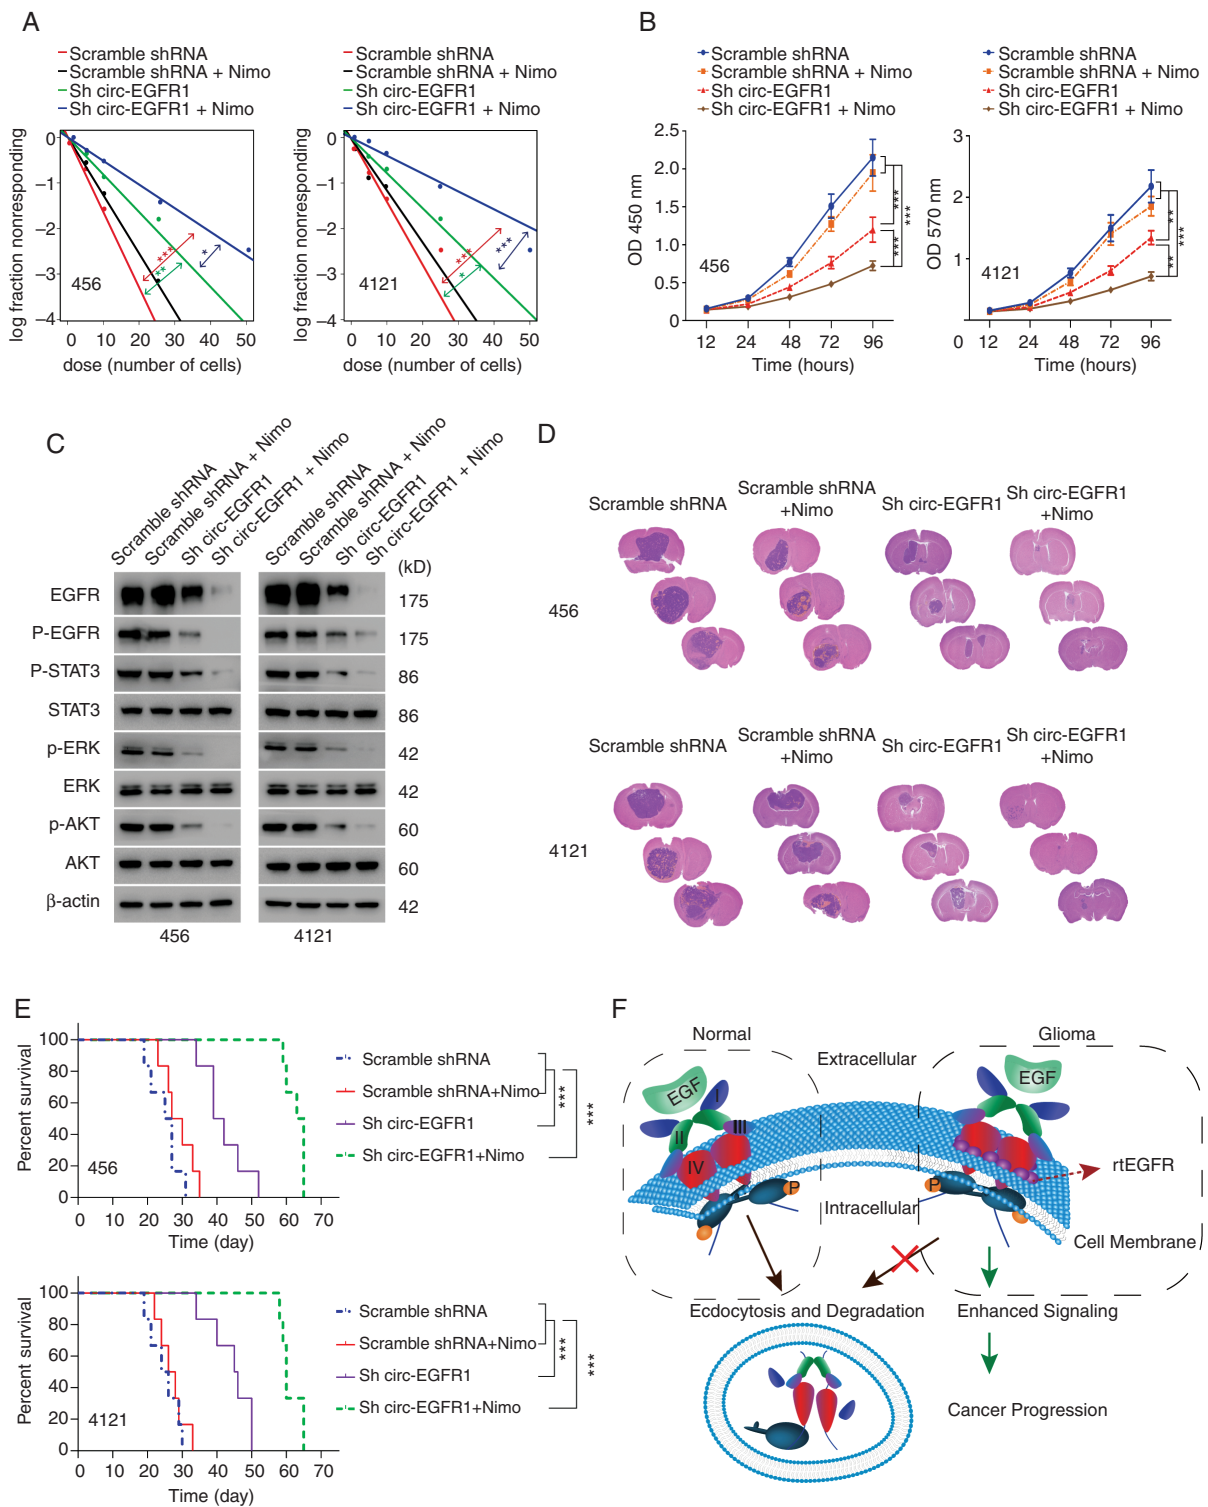 A
Scramble shRNA
Scramble shRNA + Nimo
Sh circ-EGFR1
Sh circ-EGFR1 + Nimo
log fraction nonresponding
0
–1
–2
–3
–4
456
***
**
*
0 10 20 30 40 50
dose (number of cells)
Scramble shRNA
Scramble shRNA + Nimo
Sh circ-EGFR1
Sh circ-EGFR1 + Nimo
log fraction nonresponding
0
–1
–2
–3
–4
4121
***
*
***
0 10 20 30 40 50
dose (number of cells)
B
Scramble shRNA
Scramble shRNA + Nimo
Sh circ-EGFR1
Sh circ-EGFR1 + Nimo
OD 450 nm
2.5
2.0
1.5
1.0
0.5
0
456
***
***
***
12 24 48 72 96
Time (hours)
Scramble shRNA
Scramble shRNA + Nimo
Sh circ-EGFR1
Sh circ-EGFR1 + Nimo
OD 570 nm
3
2
1
0
4121
**
**
***
12 24 48 72 96
Time (hours)
C
Scramble shRNA
Scramble shRNA + Nimo
Sh circ-EGFR1
Sh circ-EGFR1 + Nimo
Scramble shRNA
Scramble shRNA + Nimo
Sh circ-EGFR1
Sh circ-EGFR1 + Nimo
(kD)
EGFR 175
P-EGFR 175
P-STAT3 86
STAT3 86
p-ERK 42
ERK 42
p-AKT 60
AKT 60
β-actin 42
456 4121
D
Scramble shRNA
Scramble shRNA
+Nimo
Sh circ-EGFR1
Sh circ-EGFR1
+Nimo
456
Scramble shRNA
Scramble shRNA
+Nimo
Sh circ-EGFR1
Sh circ-EGFR1
+Nimo
4121
E
Percent survival
100
80
60
40
20
0
456
0 10 20 30 40 50 60 70
Time (day)
Scramble shRNA
Scramble shRNA+Nimo
Sh circ-EGFR1
Sh circ-EGFR1+Nimo
***
***
Percent survival
100
80
60
40
20
0
4121
0 10 20 30 40 50 60 70
Time (day)
Scramble shRNA
Scramble shRNA+Nimo
Sh circ-EGFR1
Sh circ-EGFR1+Nimo
***
***
F
Normal
Glioma
Extracellular
EGF
I
II
III
IV
P
EGF
P
rtEGFR
Intracellular
Cell Membrane
Ecdocytosis and Degradation
Enhanced Signaling
Cancer Progression